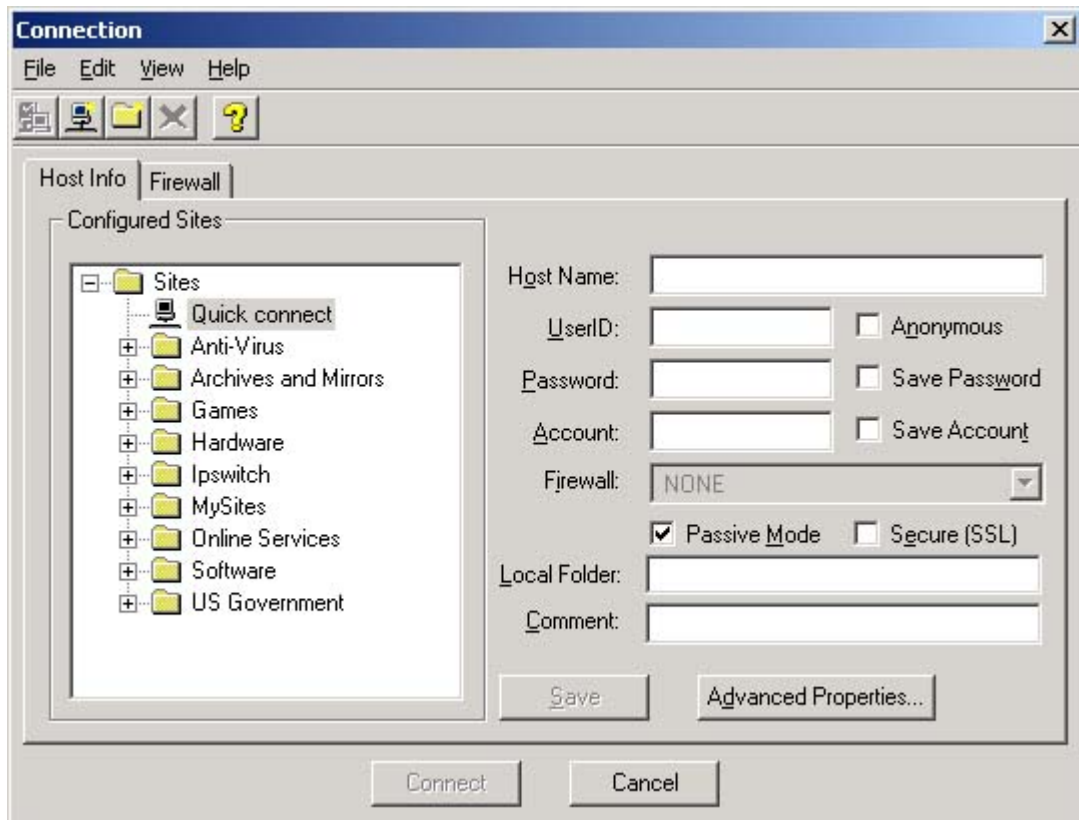 Connection
File Edit View Help
Host Info Firewall
Configured Sites
Sites
Quick connect
Anti-Virus
Archives and Mirrors
Games
Hardware
Ipswitch
MySites
Online Services
Software
US Government
Host Name:
UserID: Anonymous
Password: Save Password
Account: Save Account
Firewall: NONE
Passive Mode Secure (SSL)
Local Folder:
Comment:
Save Advanced Properties...
Connect Cancel